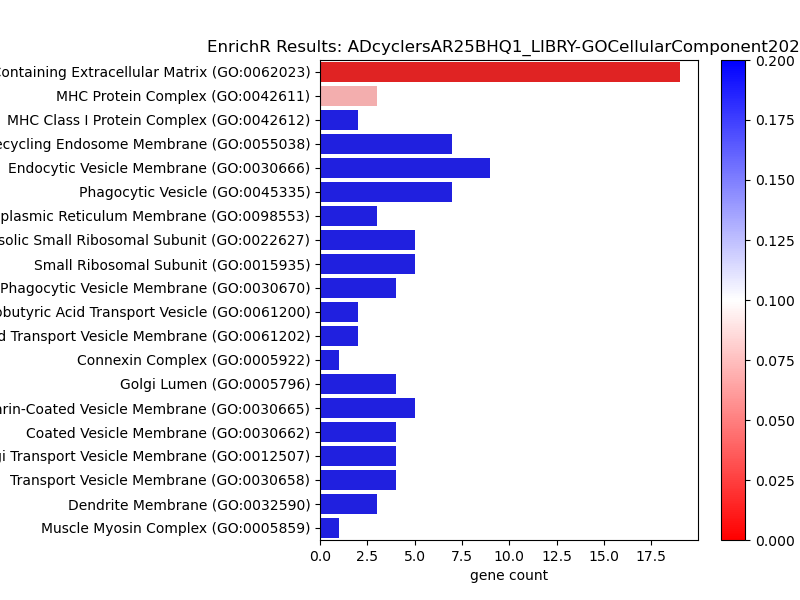 EnrichR Results: ADcyclersAR25BHQ1_LIBRY-GOCellularComponent202
Containing Extracellular Matrix (GO:0062023)
MHC Protein Complex (GO:0042611)
MHC Class I Protein Complex (GO:0042612)
ecycling Endosome Membrane (GO:0055038)
Endocytic Vesicle Membrane (GO:0030666)
Phagocytic Vesicle (GO:0045335)
plasmic Reticulum Membrane (GO:0098553)
solic Small Ribosomal Subunit (GO:0022627)
Small Ribosomal Subunit (GO:0015935)
Phagocytic Vesicle Membrane (GO:0030670)
obutyric Acid Transport Vesicle (GO:0061200)
d Transport Vesicle Membrane (GO:0061202)
Connexin Complex (GO:0005922)
Golgi Lumen (GO:0005796)
hrin-Coated Vesicle Membrane (GO:0030665)
Coated Vesicle Membrane (GO:0030662)
gi Transport Vesicle Membrane (GO:0012507)
Transport Vesicle Membrane (GO:0030658)
Dendrite Membrane (GO:0032590)
Muscle Myosin Complex (GO:0005859)
0.0 2.5 5.0 7.5 10.0 12.5 15.0 17.5
gene count
0.200
0.175
0.150
0.125
0.100
0.075
0.050
0.025
0.000